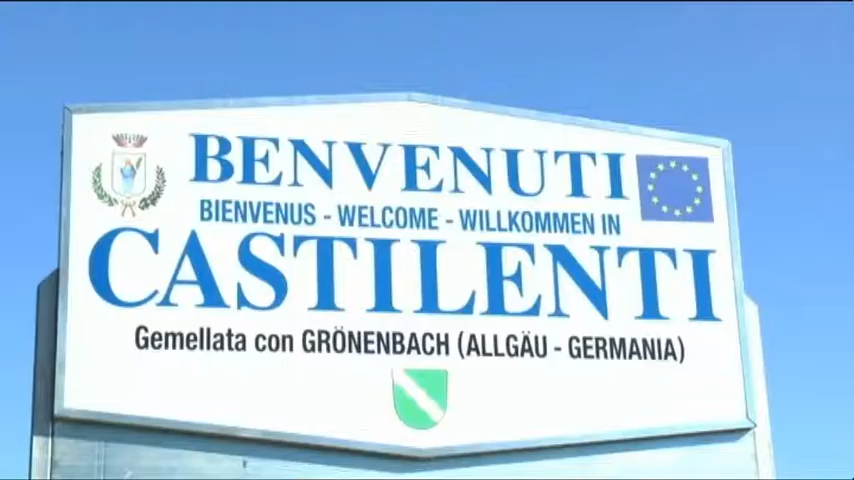 BENVENUTI
BIENVENUS - WELCOME - WILLKOMMEN IN
CASTILENTI
Gemellata con GRÖNENBACH (ALLGÄU - GERMANIA)